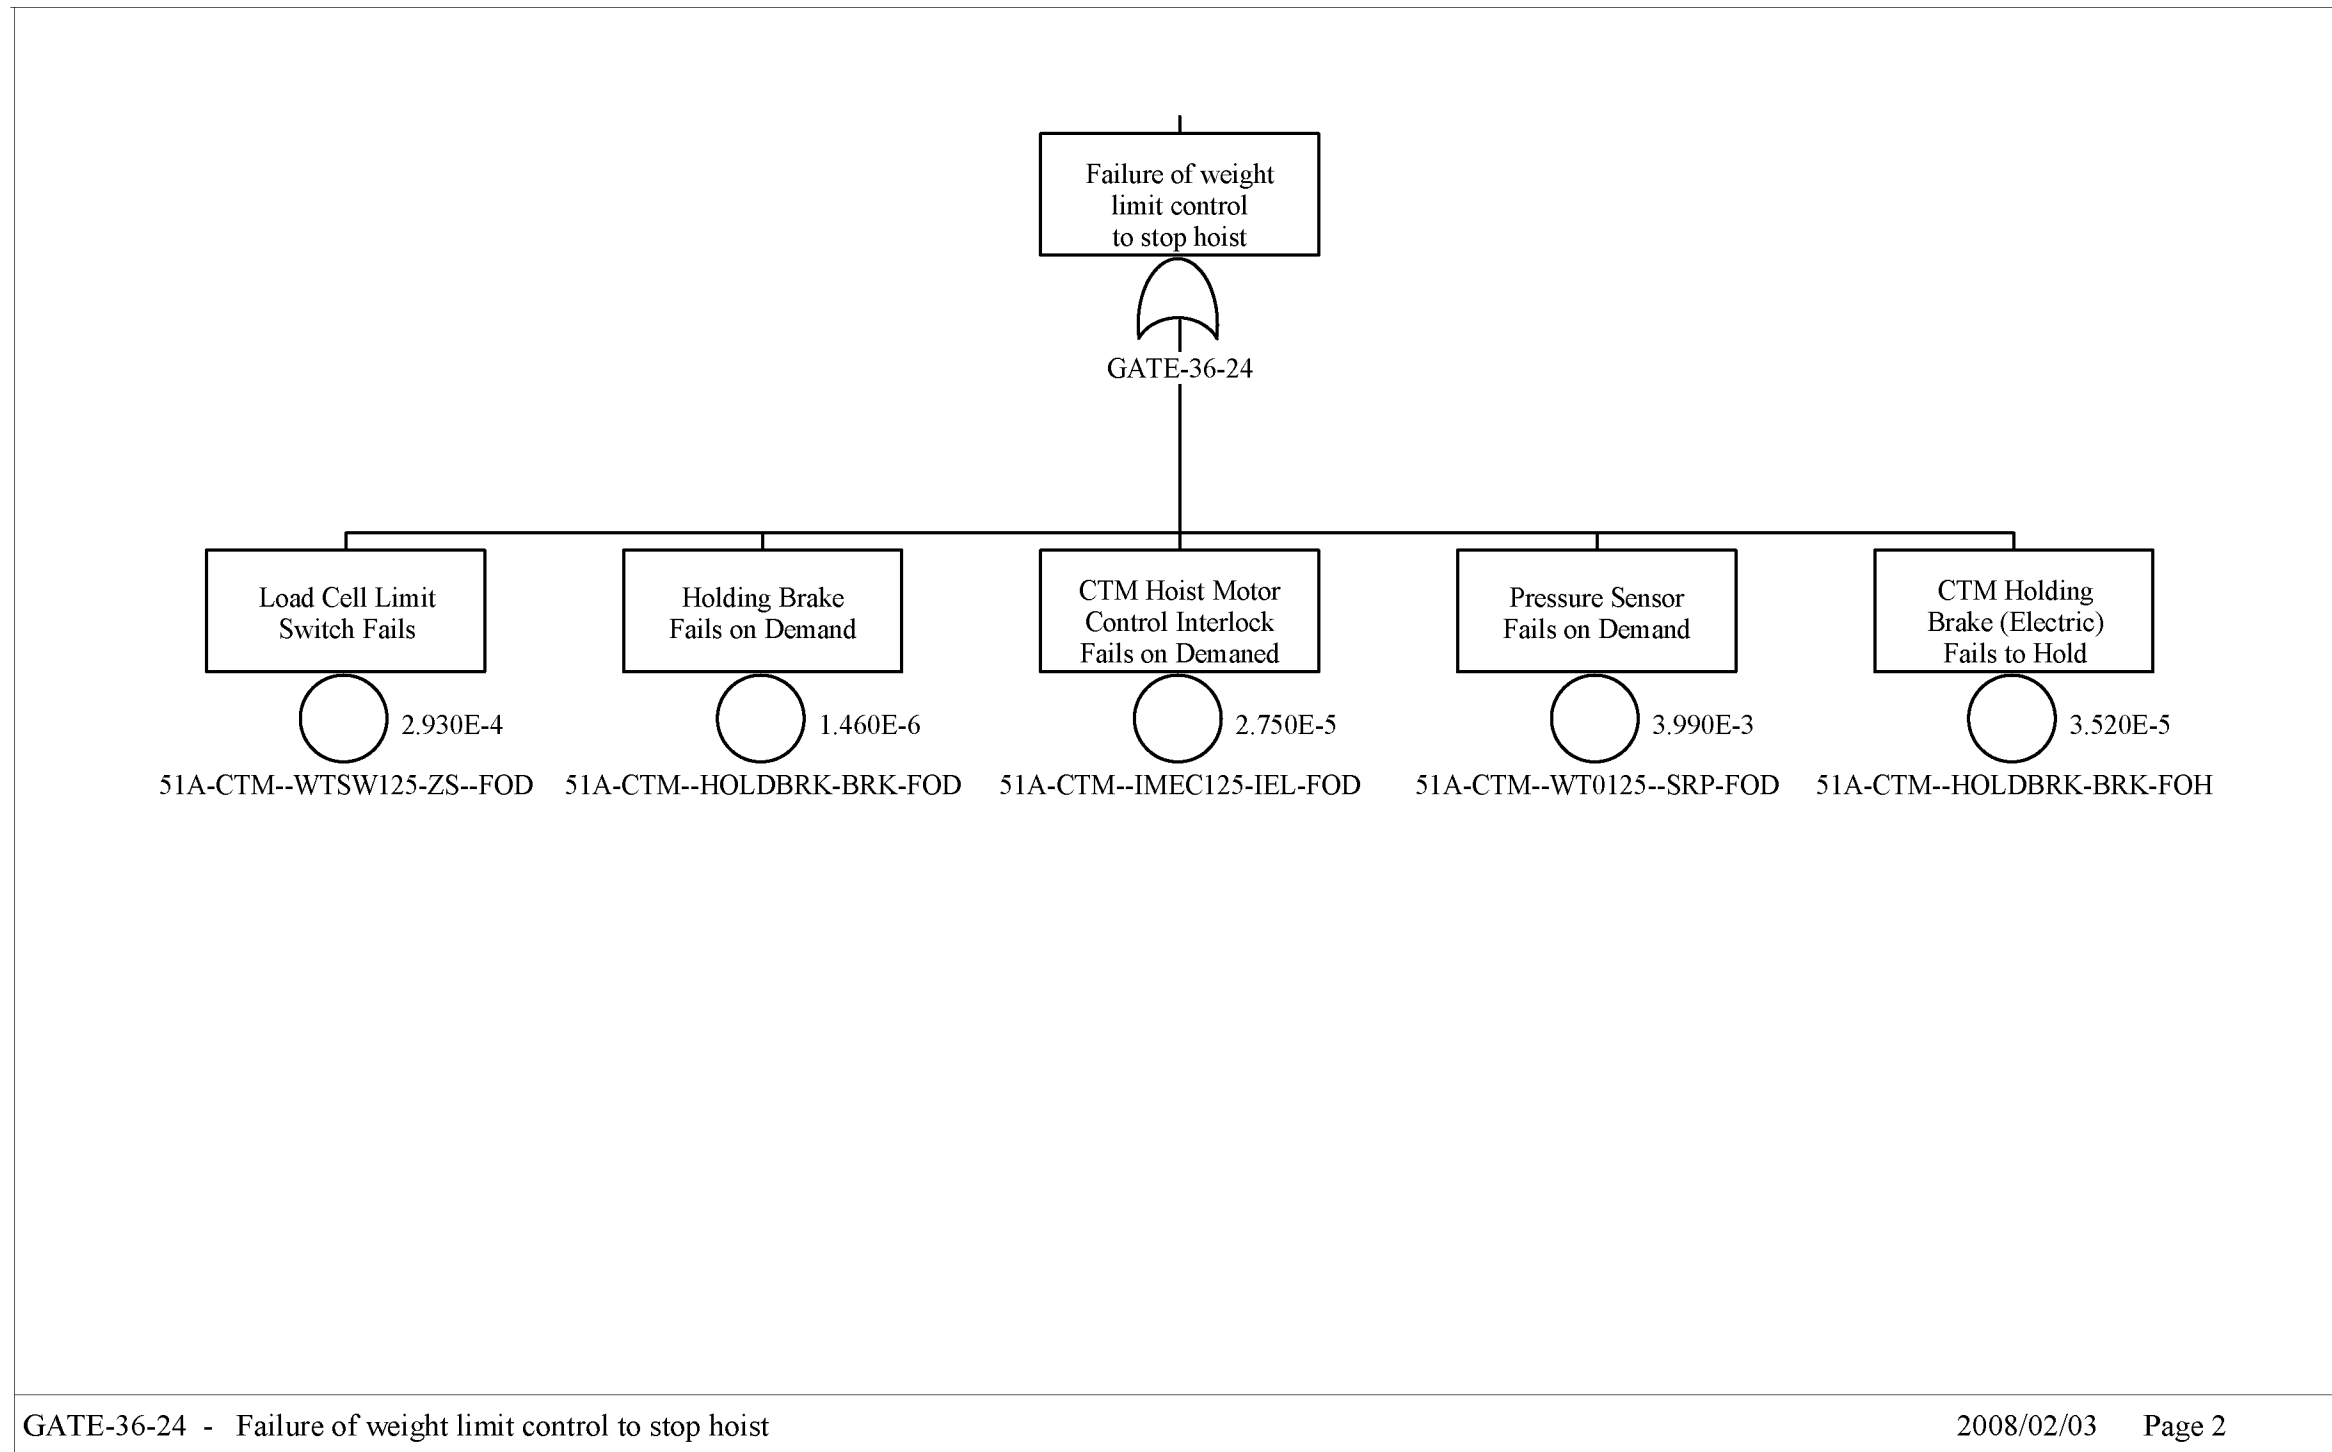 Failure of weight
limit control
to stop hoist
GATE-36-24
Load Cell Limit
Switch Fails
2.930E-4
51A-CTM--WTSW125-ZS--FOD
Holding Brake
Fails on Demand
1.460E-6
51A-CTM--HOLDBRK-BRK-FOD
CTM Hoist Motor
Control Interlock
Fails on Demaned
2.750E-5
51A-CTM--IMEC125-IEL-FOD
Pressure Sensor
Fails on Demand
3.990E-3
51A-CTM--WT0125--SRP-FOD
CTM Holding
Brake (Electric)
Fails to Hold
3.520E-5
51A-CTM--HOLDBRK-BRK-FOH
GATE-36-24 - Failure of weight limit control to stop hoist
2008/02/03 Page 2